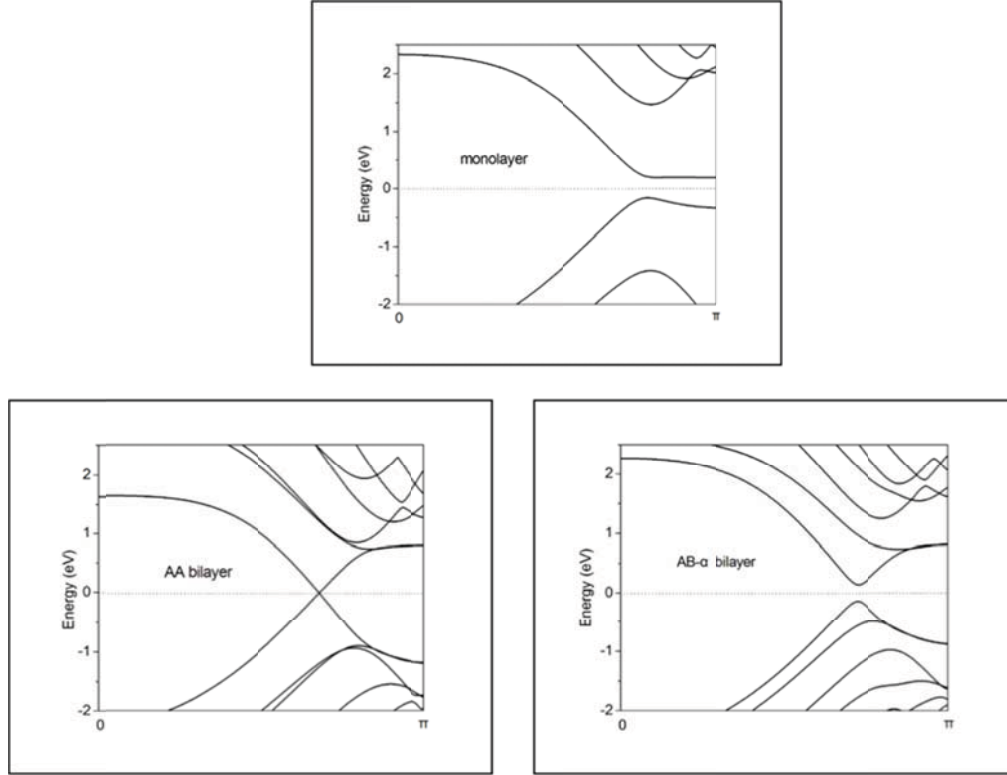 2
1
0
-1
-2
Energy (eV)
monolayer
0
π
2
1
0
-1
-2
Energy (eV)
AA bilayer
0
π
2
1
0
-1
-2
Energy (eV)
AB-α bilayer
0
π